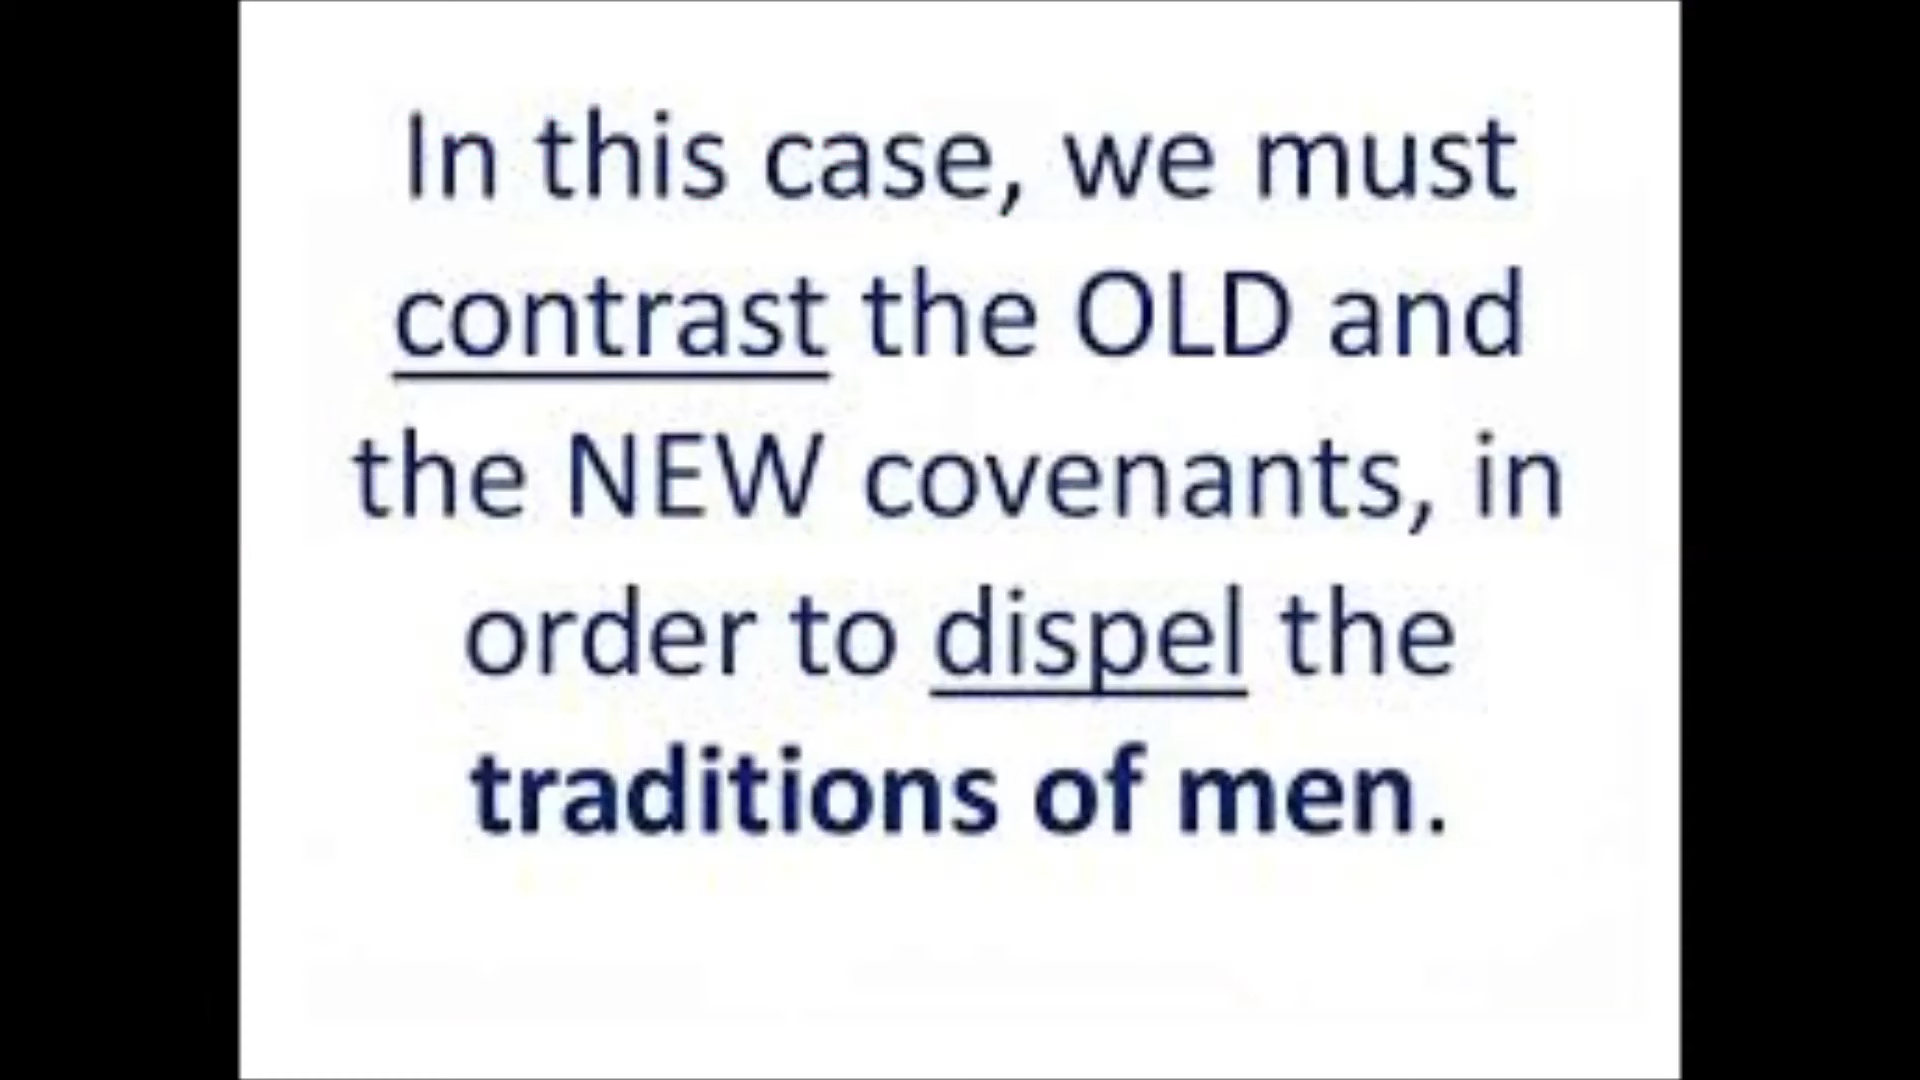 In this case, we must
contrast the OLD and
the NEW covenants, in
order to dispel the
traditions of men.